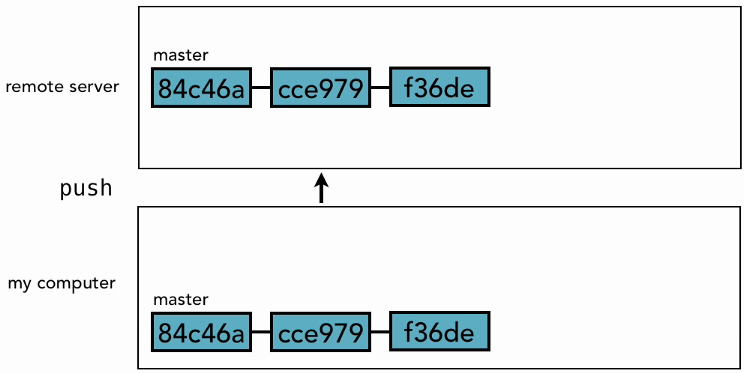 master
remote server
84c46a
cce979
f36de
push
my computer
master
84c46a
cce979
f36de